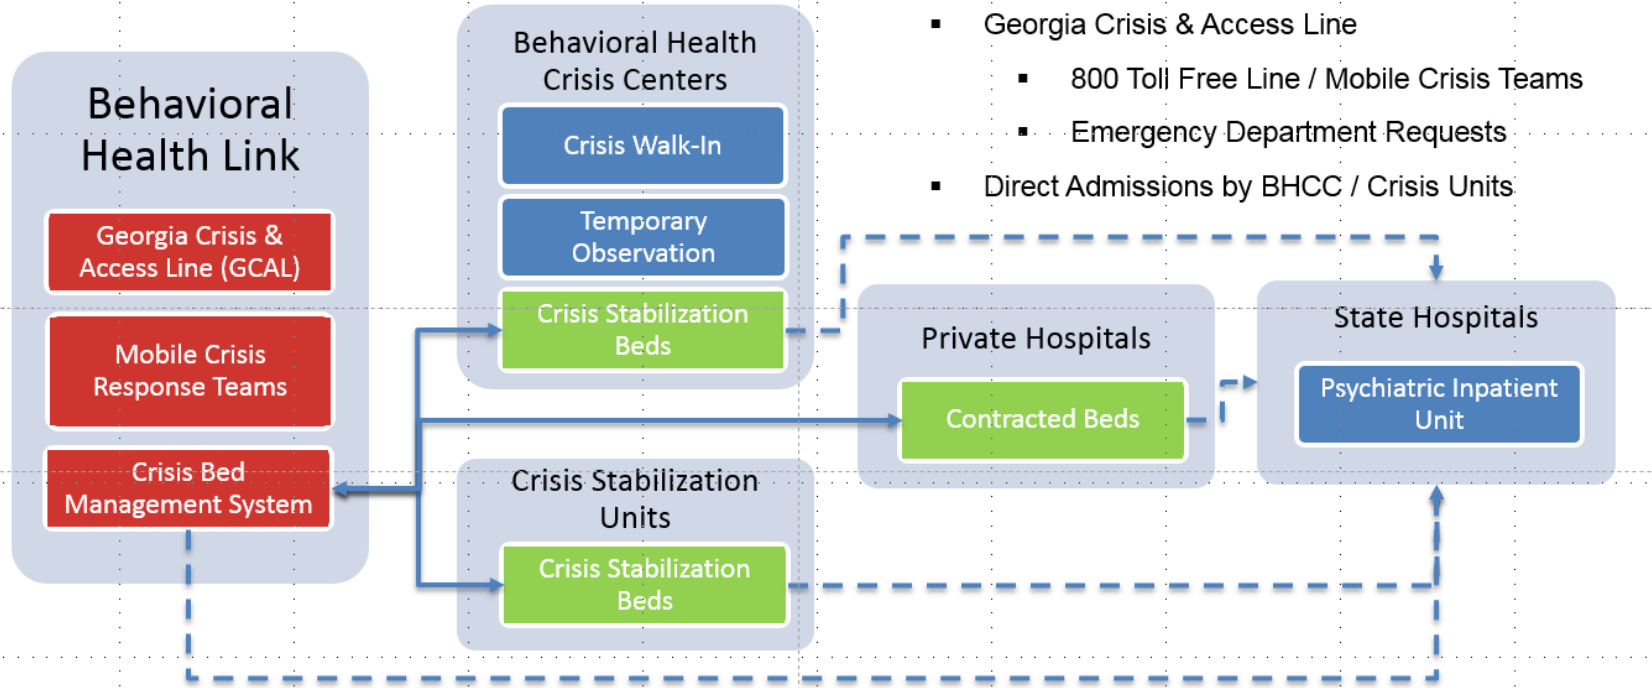 Behavioral
Health Link
Georgia Crisis &
Access Line (GCAL)
Mobile Crisis
Response Teams
Crisis Bed
Management System
Behavioral Health
Crisis Centers
Crisis Walk-In
Temporary
Observation
Crisis Stabilization
Beds
Crisis Stabilization
Units
Crisis Stabilization
Beds
▪ Georgia Crisis & Access Line
▪ 800 Toll Free Line / Mobile Crisis Teams
▪ Emergency Department Requests
▪ Direct Admissions by BHCC / Crisis Units
Private Hospitals
Contracted Beds
State Hospitals
Psychiatric Inpatient
Unit